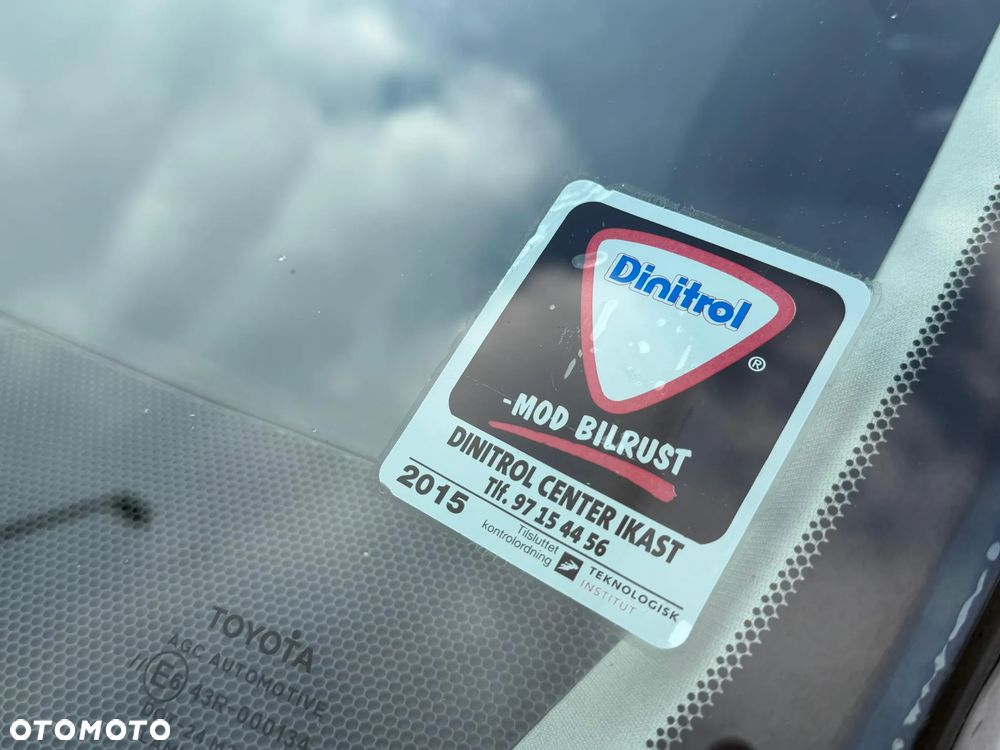 Dinitrol
®
-MOD BILRUST
DINITROL CENTER IKAST
Tlf. 97 15 44 56
2015
Tilsluttet
kontrolordning
TEKNOLOGISK
INSTITUT
TOYOTA
AGC AUTOMOTIVE
E6 43R-000134
OTOMOTO